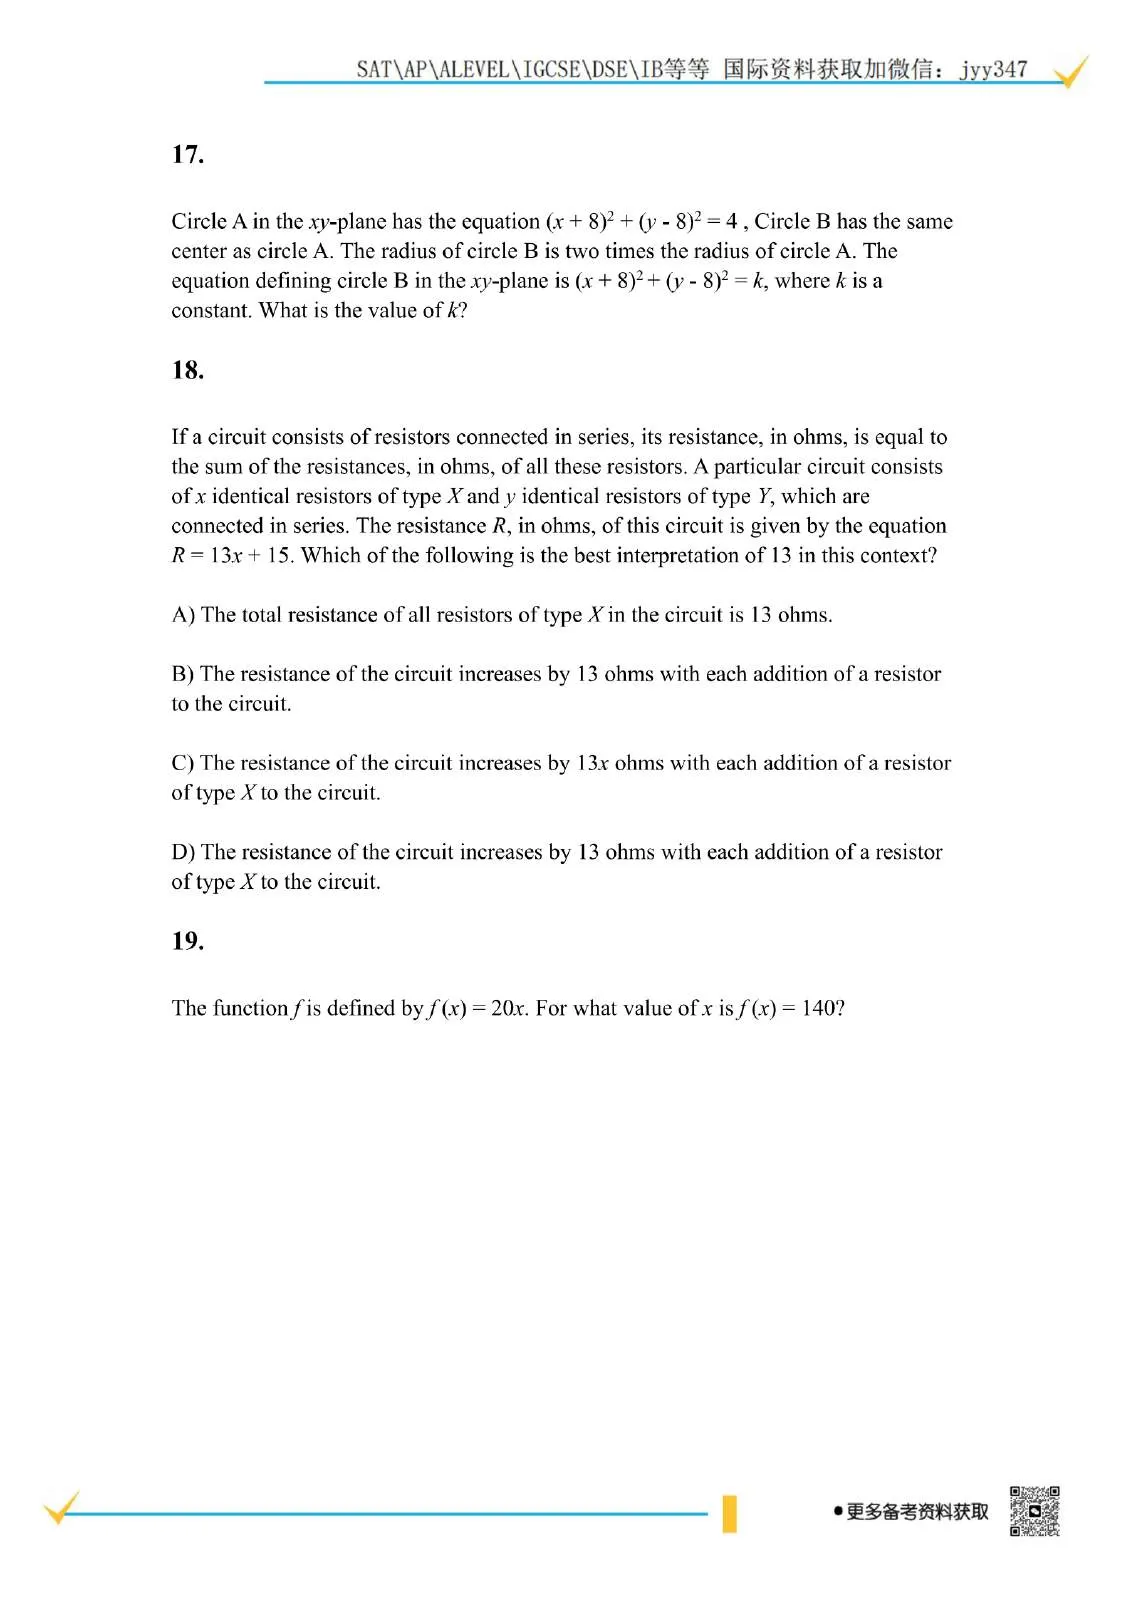 SAT\AP\ALEVEL\IGCSE\DSE\IB等等 国际资料获取加微信：jyy347
17.
Circle A in the xy-plane has the equation (x + 8)² + (y - 8)² = 4 , Circle B has the same
center as circle A. The radius of circle B is two times the radius of circle A. The
equation defining circle B in the xy-plane is (x + 8)² + (y - 8)² = k, where k is a
constant. What is the value of k?
18.
If a circuit consists of resistors connected in series, its resistance, in ohms, is equal to
the sum of the resistances, in ohms, of all these resistors. A particular circuit consists
of x identical resistors of type X and y identical resistors of type Y, which are
connected in series. The resistance R, in ohms, of this circuit is given by the equation
R = 13x + 15. Which of the following is the best interpretation of 13 in this context?
A) The total resistance of all resistors of type X in the circuit is 13 ohms.
B) The resistance of the circuit increases by 13 ohms with each addition of a resistor
to the circuit.
C) The resistance of the circuit increases by 13x ohms with each addition of a resistor
of type X to the circuit.
D) The resistance of the circuit increases by 13 ohms with each addition of a resistor
of type X to the circuit.
19.
The function f is defined by f (x) = 20x. For what value of x is f (x) = 140?
●更多备考资料获取